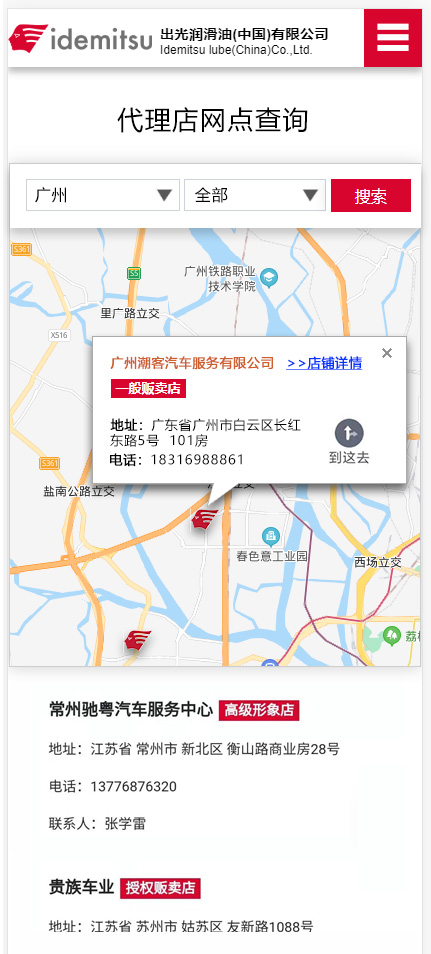 idemitsu 出光润滑油(中国)有限公司
Idemitsu lube(China)Co.,Ltd.
代理店网点查询
广州 全部 搜索
S361
S5
广州铁路职业
技术学院
里广路立交
X516
广州潮客汽车服务有限公司 >>店铺详情
一般贩卖店
地址：广东省广州市白云区长红
东路5号 101房
电话：18316988861
到这去
S361
盐南公路立交
春色意工业园
西场立交
荔
常州驰粤汽车服务中心 高级形象店
地址：江苏省 常州市 新北区 衡山路商业房28号
电话：13776876320
联系人：张学雷
贵族车业 授权贩卖店
地址：江苏省 苏州市 姑苏区 友新路1088号